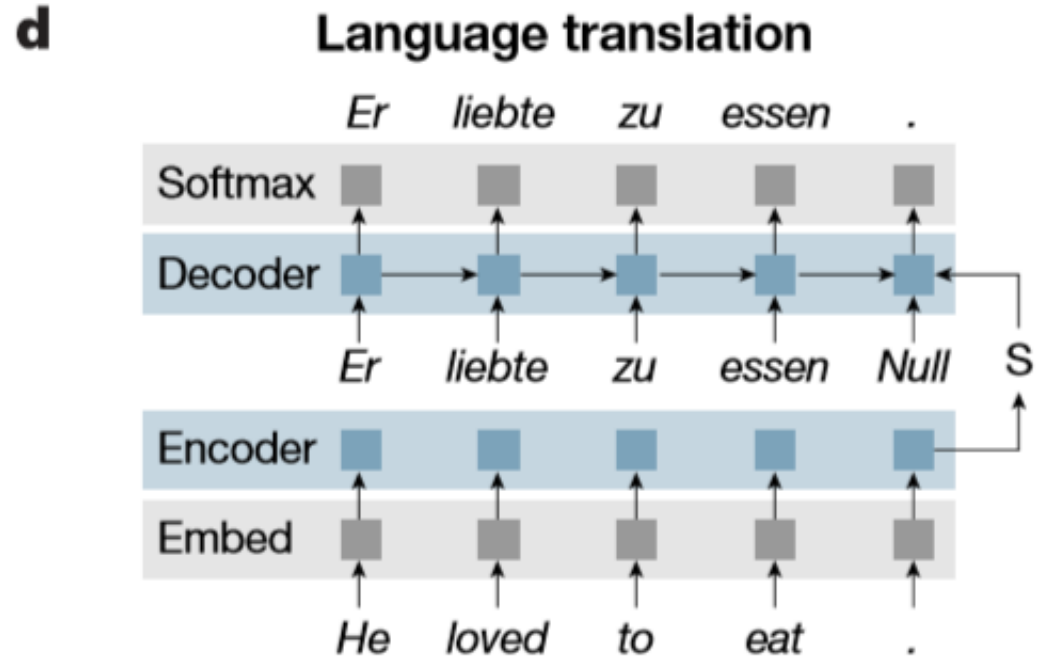 d Language translation
Er liebte zu essen .
Softmax
Decoder
Er liebte zu essen Null S
Encoder
Embed
He loved to eat .